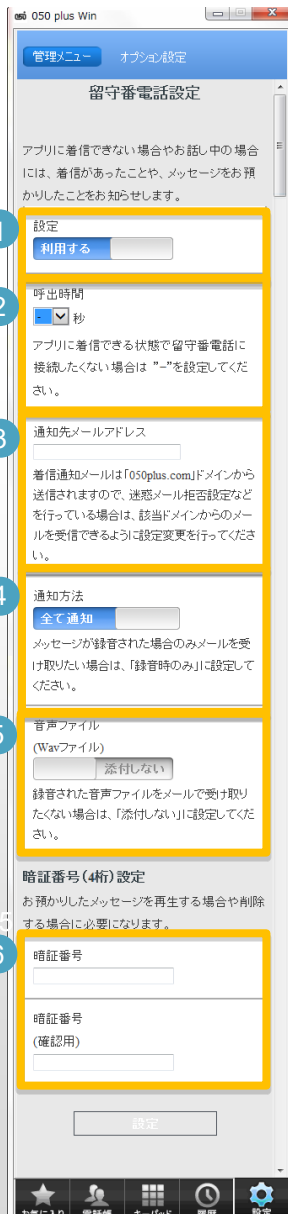 050 plus Win
管理メニュー オプション設定
留守番電話設定
アプリに着信できない場合やお話し中の場合
には、着信があったことや、メッセージをお預
かりしたことをお知らせします。
1
設定
利用する
2
呼出時間
- 秒
アプリに着信できる状態で留守番電話に
接続したくない場合は "-"を設定してくだ
さい。
3
通知先メールアドレス
着信通知メールは「050plus.com」ドメインから
送信されますので、迷惑メール拒否設定など
を行っている場合は、該当ドメインからのメー
ルを受信できるように設定変更を行ってくださ
い。
4
通知方法
全て通知
メッセージが録音された場合のみメールを受
け取りたい場合は、「録音時のみ」に設定して
ください。
5
音声ファイル
(Wavファイル)
添付しない
録音された音声ファイルをメールで受け取り
たくない場合は、「添付しない」に設定してくだ
さい。
暗証番号(4桁)設定
お預かりしたメッセージを再生する場合や削除
する場合に必要になります。
6
暗証番号
暗証番号
(確認用)
設定
お気に入り 電話帳 キーパッド 履歴 設定